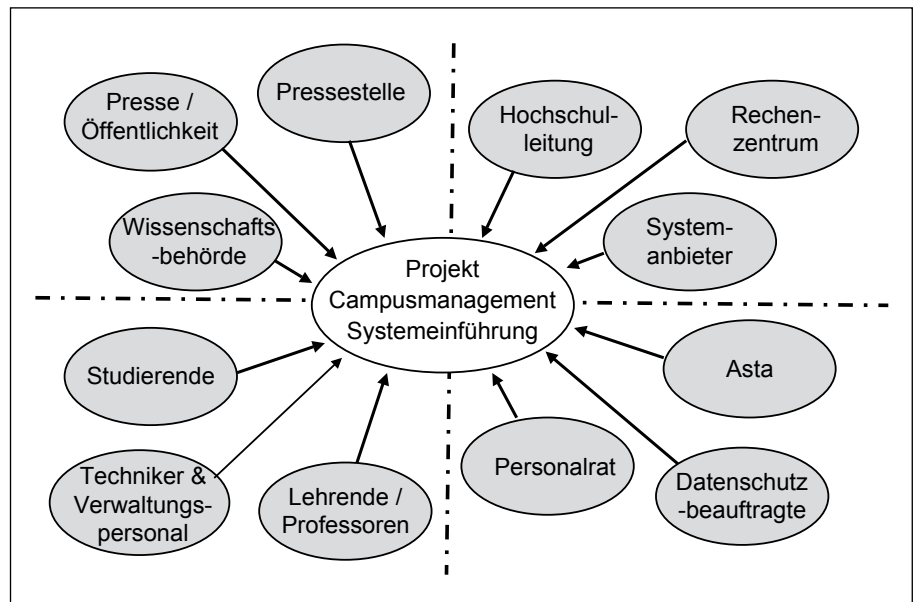 Presse /
Öffentlichkeit
Pressestelle
Wissenschafts
-behörde
Hochschul-
leitung
Rechen-
zentrum
System-
anbieter
Projekt
Campusmanagement
Systemeinführung
Studierende
Techniker &
Verwaltungs-
personal
Lehrende /
Professoren
Personalrat
Asta
Datenschutz
-beauftragte